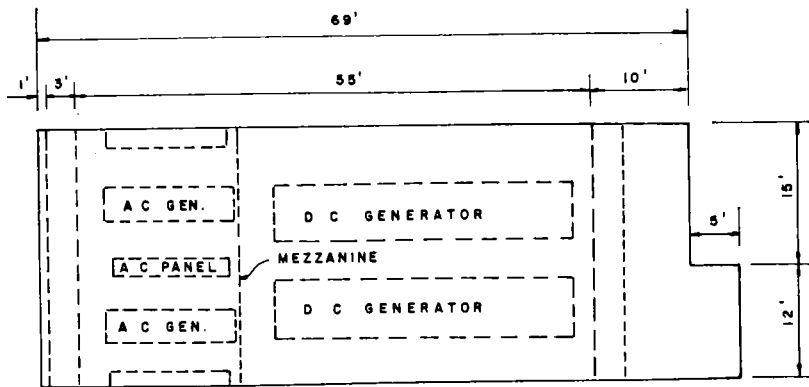 69'
1'
3'
55'
10'
15'
5'
A C GEN.
D C GENERATOR
A C PANEL
MEZZANINE
A C GEN.
D C GENERATOR
12'